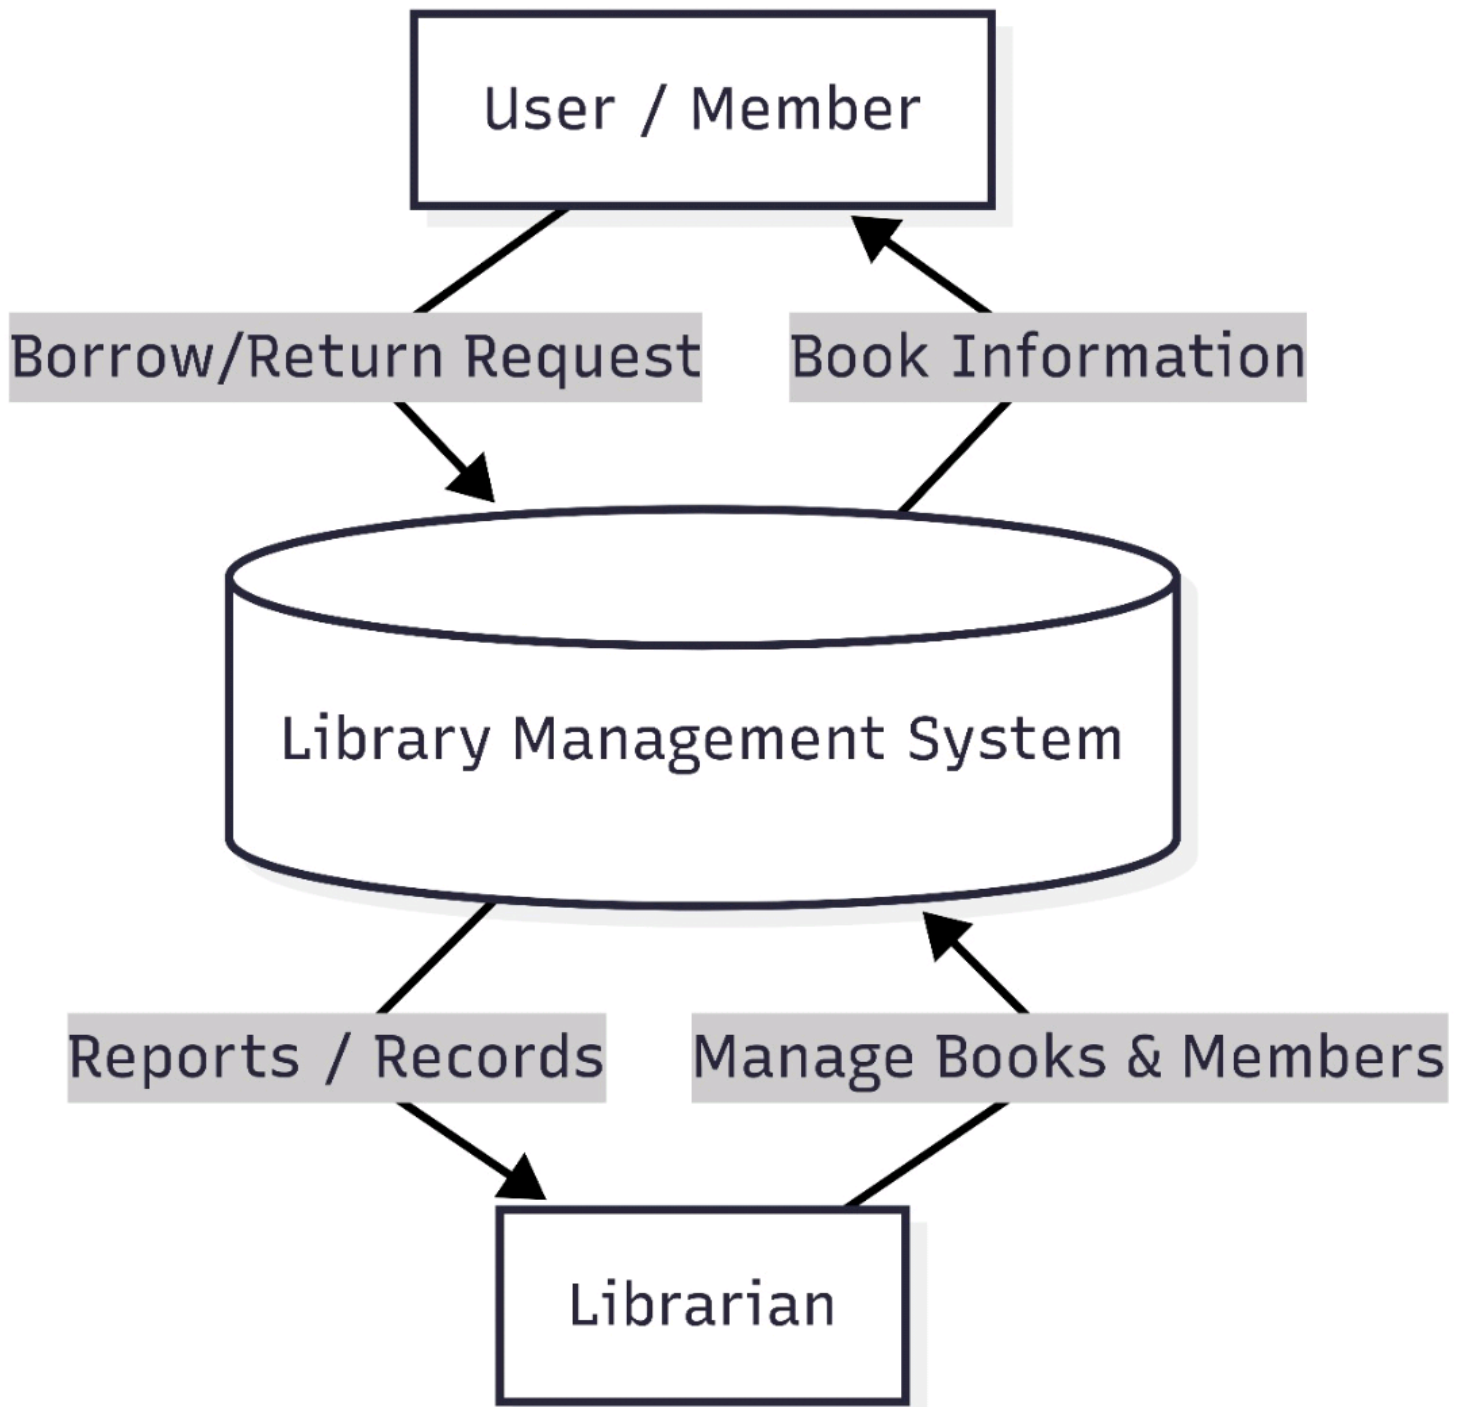 User / Member
Borrow/Return Request
Book Information
Library Management System
Reports / Records
Manage Books & Members
Librarian